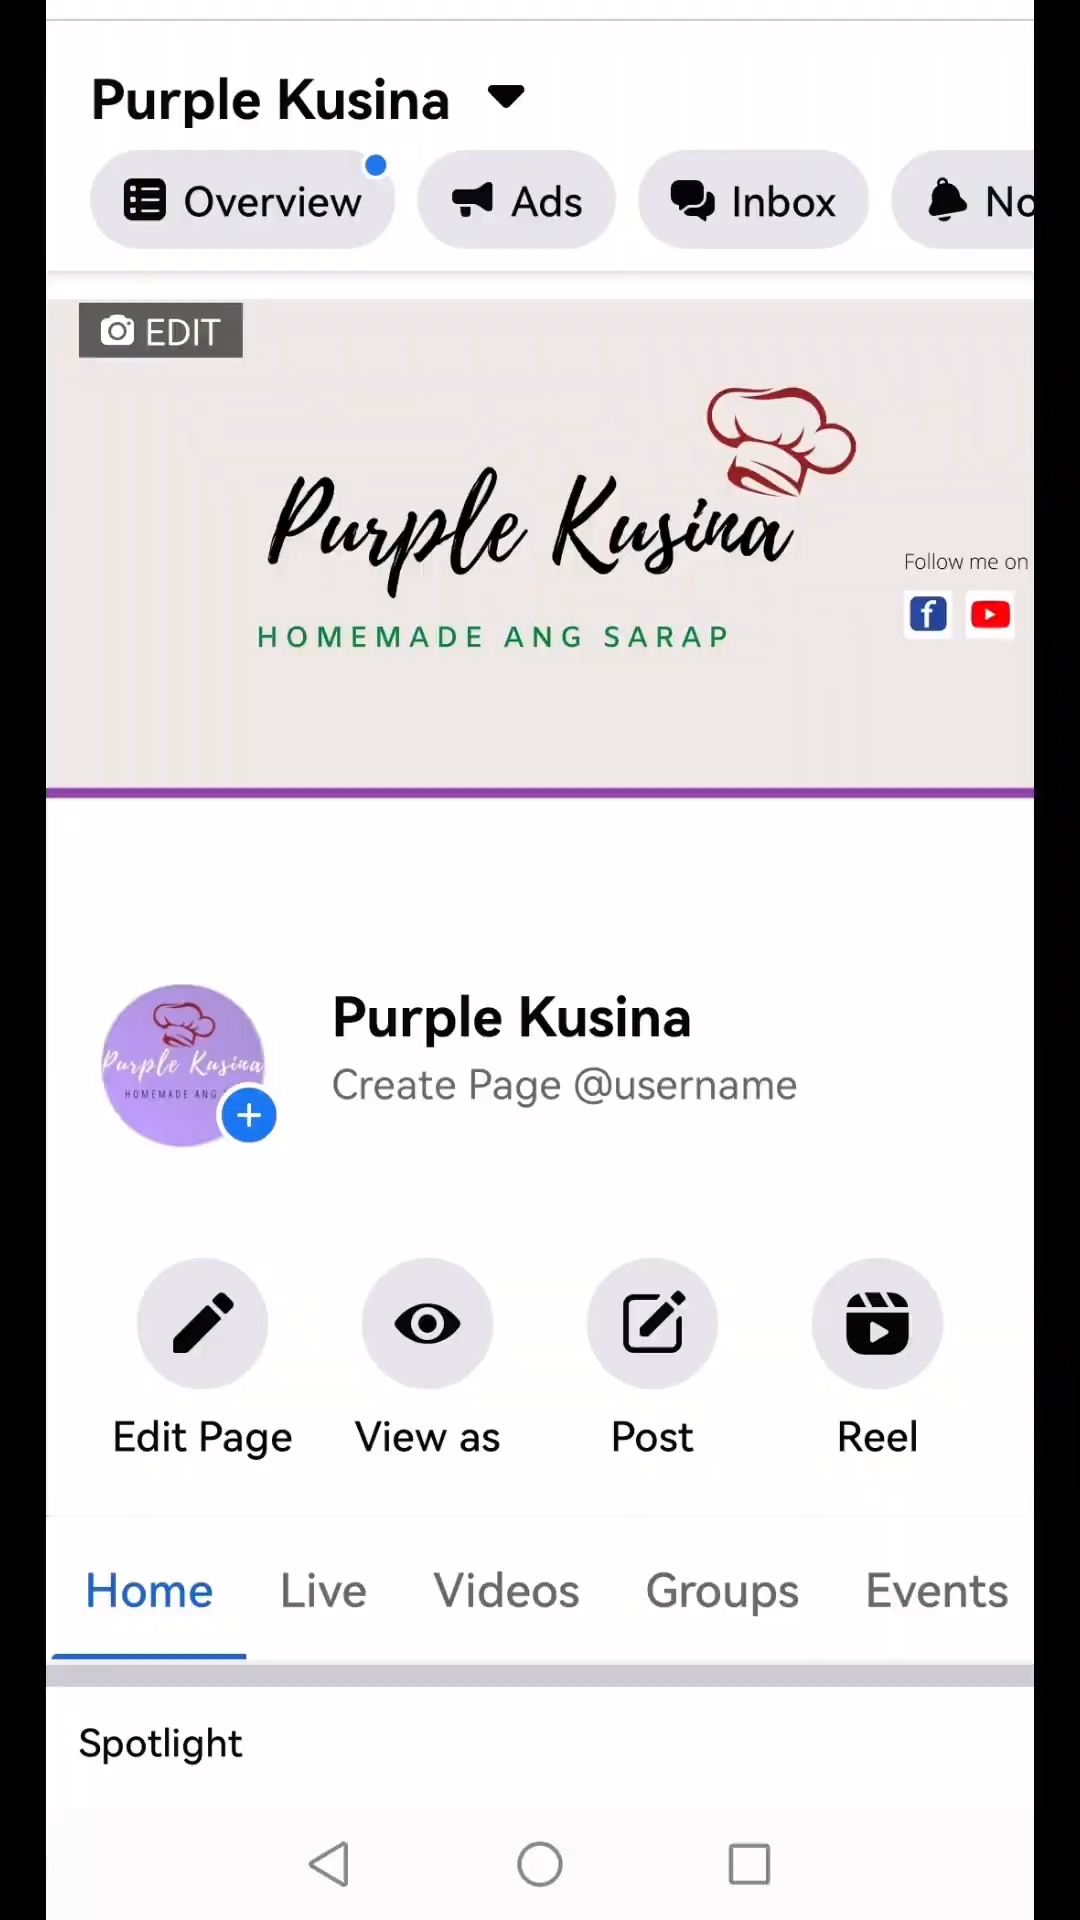 Purple Kusina
Overview Ads Inbox No
EDIT
Purple Kusina
HOMEMADE ANG SARAP
Follow me on
Purple Kusina
HOMEMADE ANG
Purple Kusina
Create Page @username
Edit Page View as Post Reel
Home Live Videos Groups Events
Spotlight